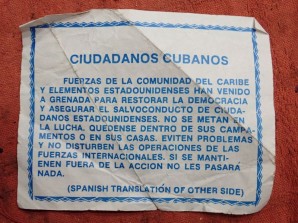 CIUDADANOS CUBANOS
FUERZAS DE LA COMUNIDAD DEL CARIBE
Y ELEMENTOS ESTADOUNIDENSES HAN VENIDO
A GRENADA PARA RESTORAR LA DEMOCRACIA
Y ASEGURAR EL SALVOCONDUCTO DE CIUDA-
DANOS ESTADOUNIDENSES. NO SE METAN EN
LA LUCHA. QUEDENSE DENTRO DE SUS CAM-
PAMENTOS O EN SUS CASAS. EVITEN PROBLEMAS Y
NO DISTURBEN LAS OPERACIONES DE LAS
FUERZAS INTERNACIONALES. SI SE MANTI-
ENEN FUERA DE LA ACCION NO LES PASARA
NADA.
(SPANISH TRANSLATION OF OTHER SIDE)